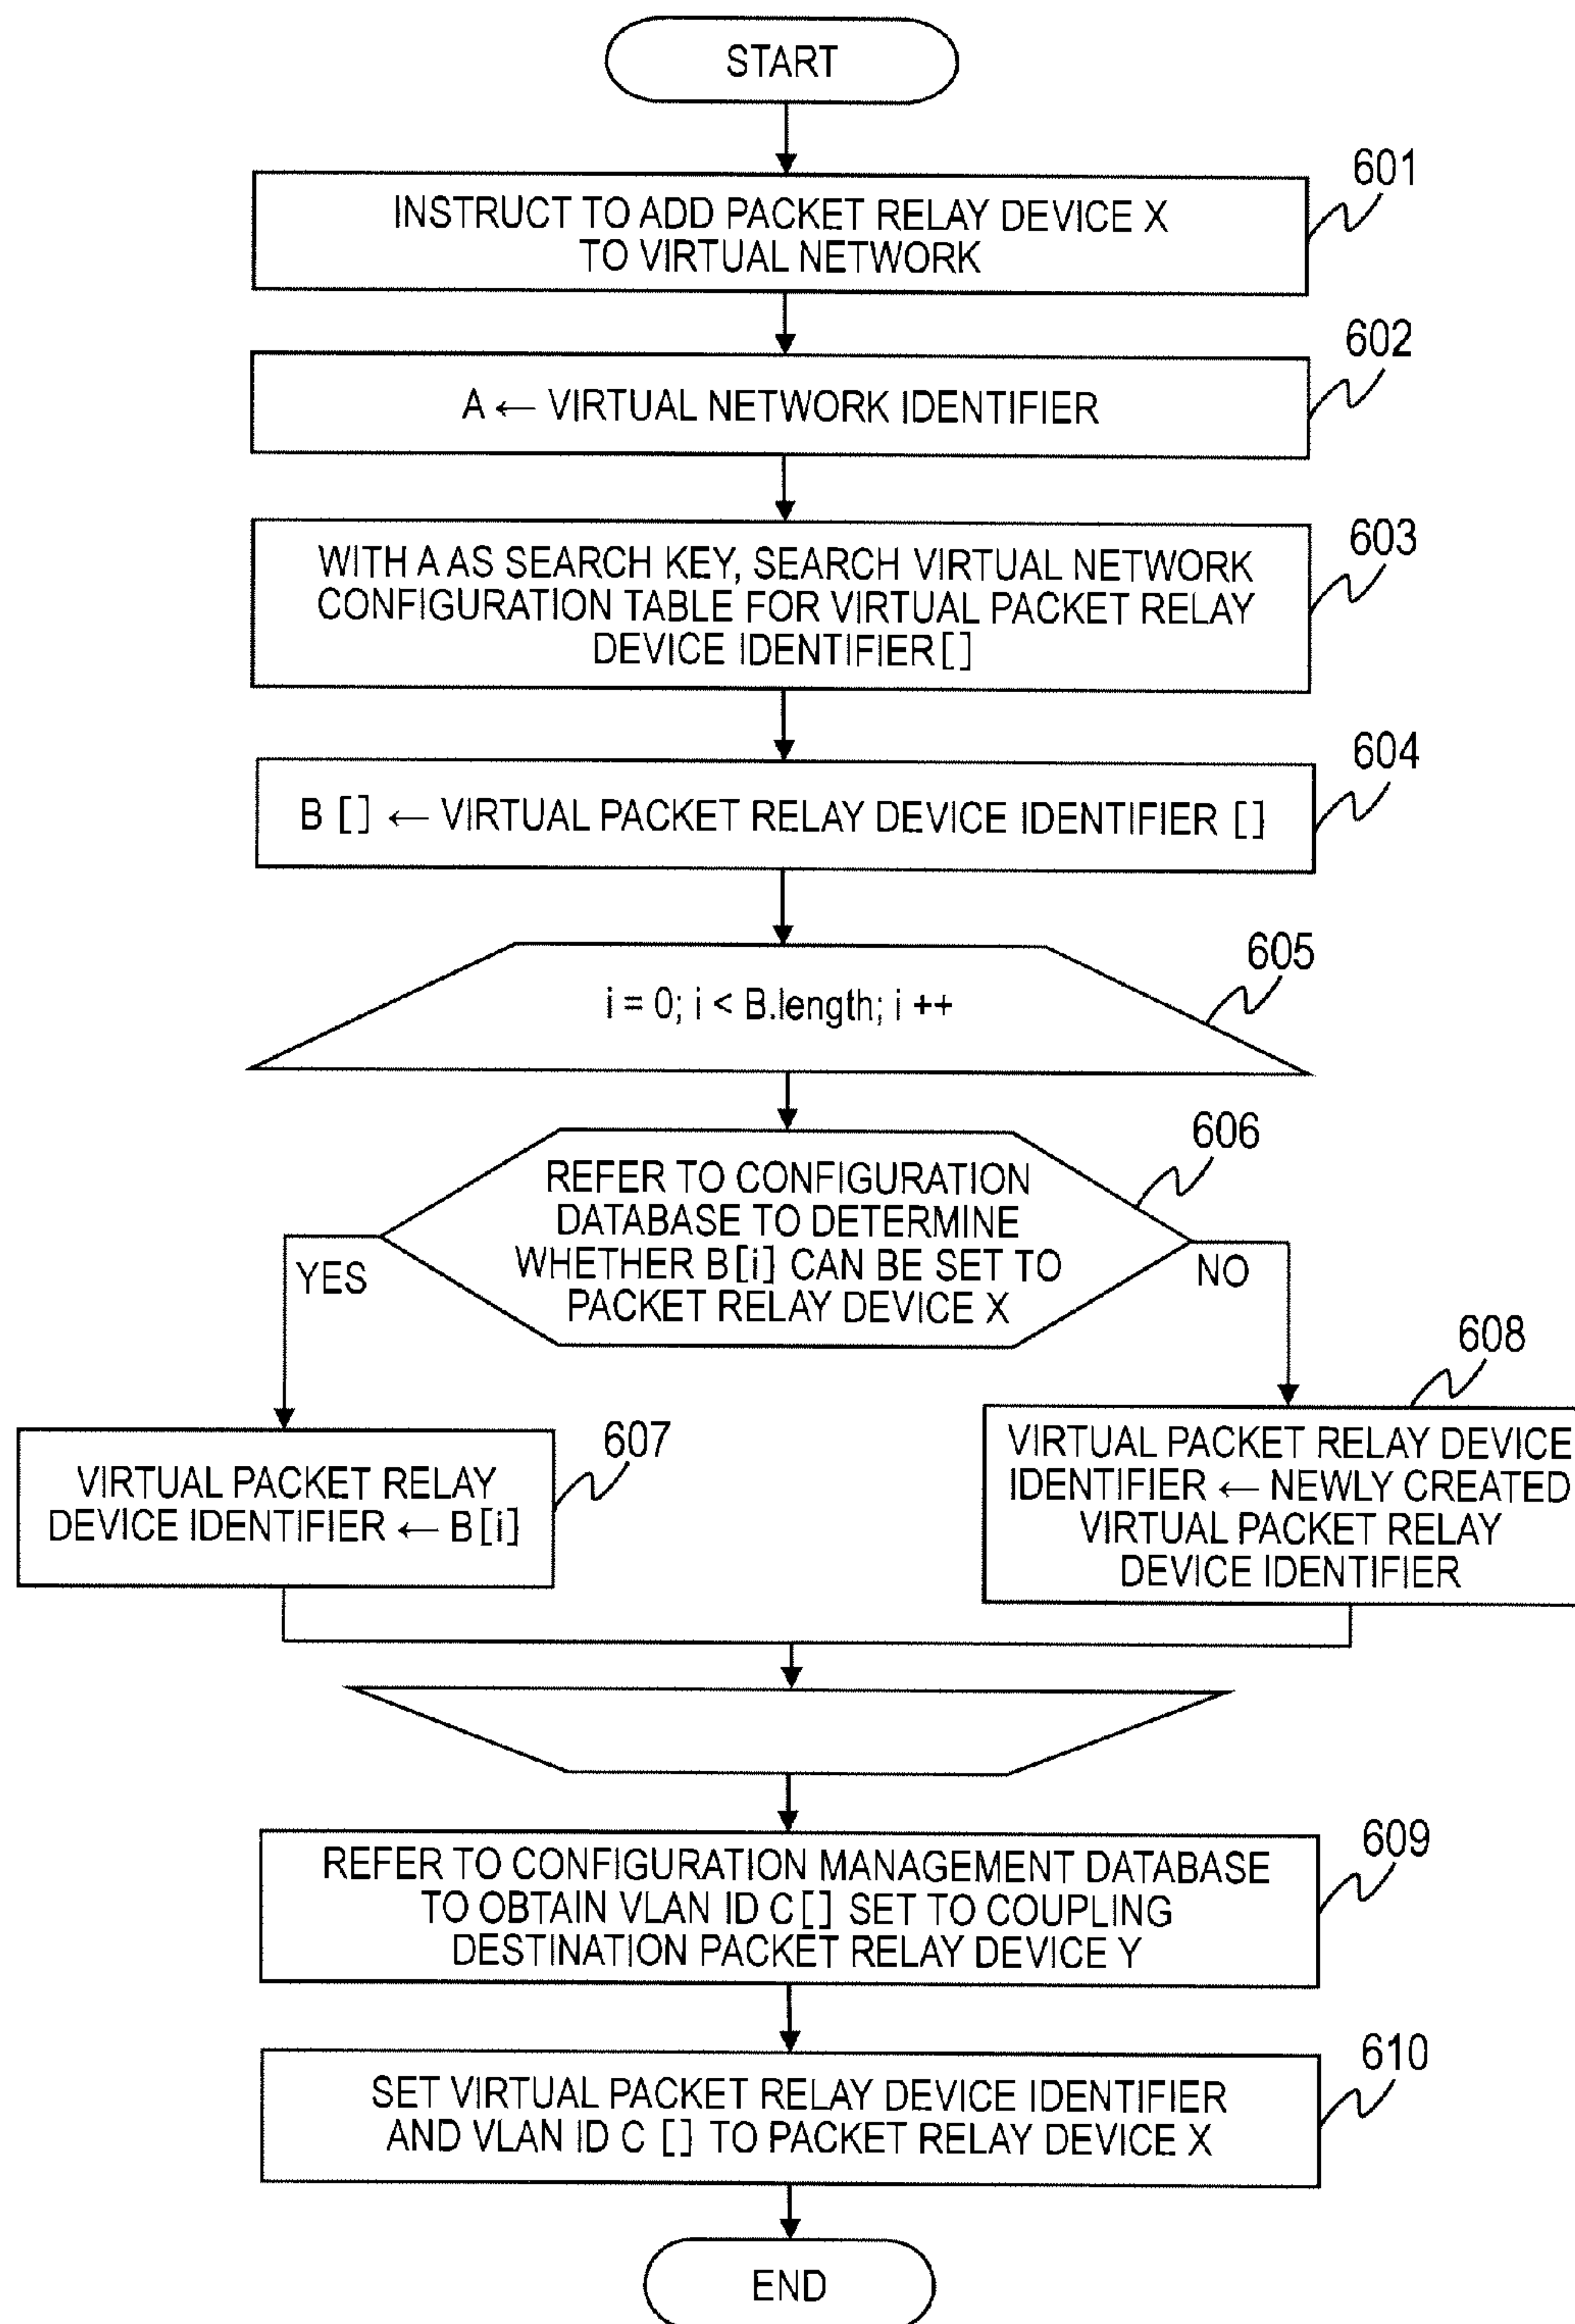 START
601
INSTRUCT TO ADD PACKET RELAY DEVICE X
TO VIRTUAL NETWORK
602
A ← VIRTUAL NETWORK IDENTIFIER
603
WITH A AS SEARCH KEY, SEARCH VIRTUAL NETWORK
CONFIGURATION TABLE FOR VIRTUAL PACKET RELAY
DEVICE IDENTIFIER[]
604
B [] ← VIRTUAL PACKET RELAY DEVICE IDENTIFIER []
605
i = 0; i < B.length; i ++
606
REFER TO CONFIGURATION
DATABASE TO DETERMINE
WHETHER B[i] CAN BE SET TO
PACKET RELAY DEVICE X
YES
NO
607
VIRTUAL PACKET RELAY
DEVICE IDENTIFIER ← B[i]
608
VIRTUAL PACKET RELAY DEVICE
IDENTIFIER ← NEWLY CREATED
VIRTUAL PACKET RELAY
DEVICE IDENTIFIER
609
REFER TO CONFIGURATION MANAGEMENT DATABASE
TO OBTAIN VLAN ID C[] SET TO COUPLING
DESTINATION PACKET RELAY DEVICE Y
610
SET VIRTUAL PACKET RELAY DEVICE IDENTIFIER
AND VLAN ID C [] TO PACKET RELAY DEVICE X
END